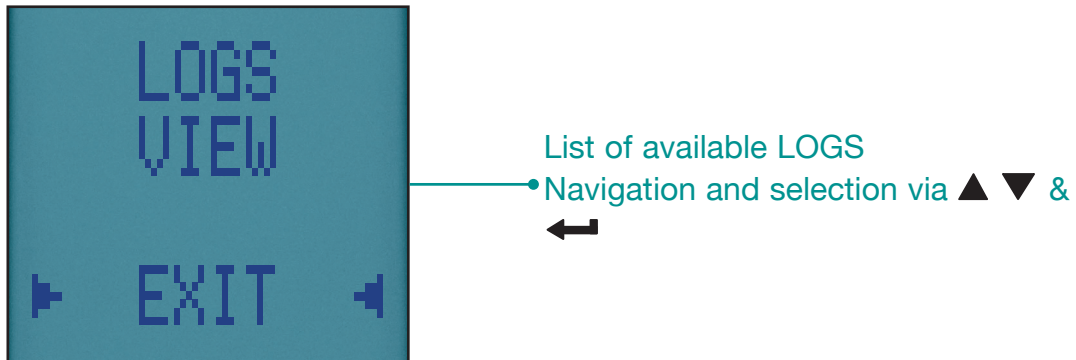 LOGS
VIEW
EXIT
List of available LOGS
Navigation and selection via ▲ ▼ &